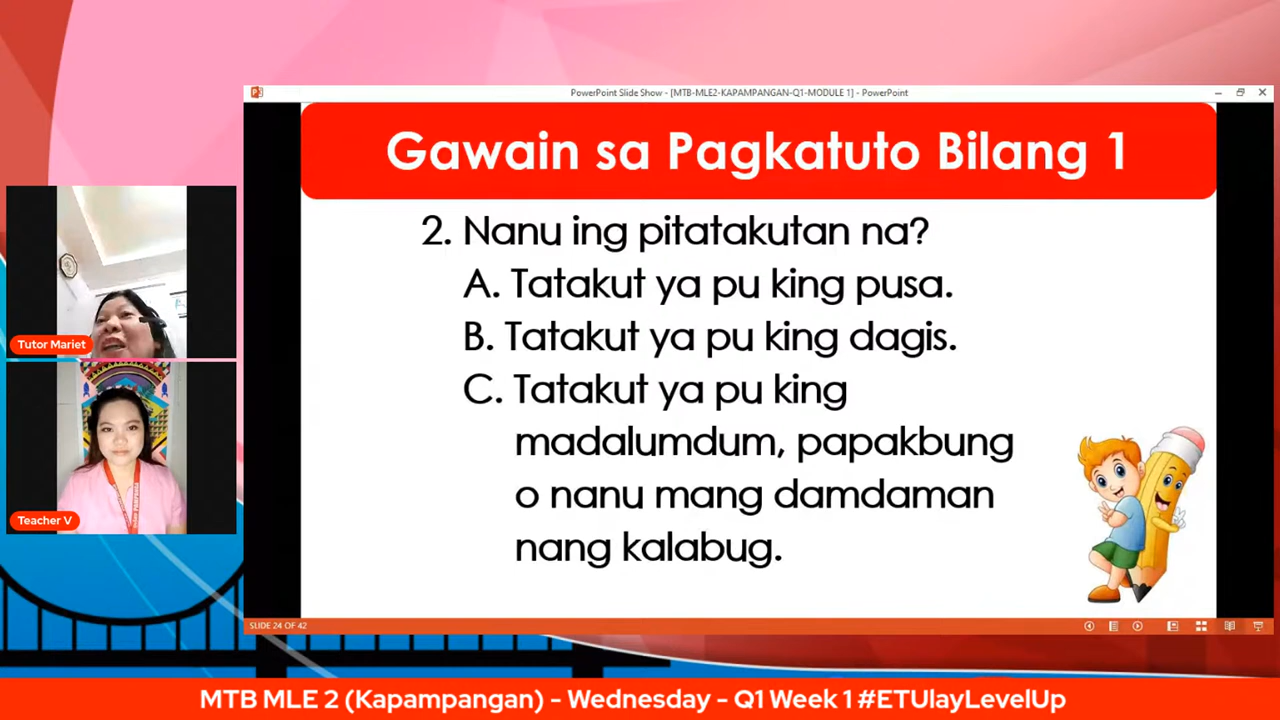 PowerPoint Slide Show - [MTB-MLE2-KAPAMPANGAN-Q1-MODULE 1] - PowerPoint
Gawain sa Pagkatuto Bilang 1
2. Nanu ing pitatakutan na?
A. Tatakut ya pu king pusa.
B. Tatakut ya pu king dagis.
C. Tatakut ya pu king
madalumdum, papakbung
o nanu mang damdaman
nang kalabug.
Tutor Mariet
Teacher V
SLIDE 24 OF 42
MTB MLE 2 (Kapampangan) - Wednesday - Q1 Week 1 #ETUlayLevelUp